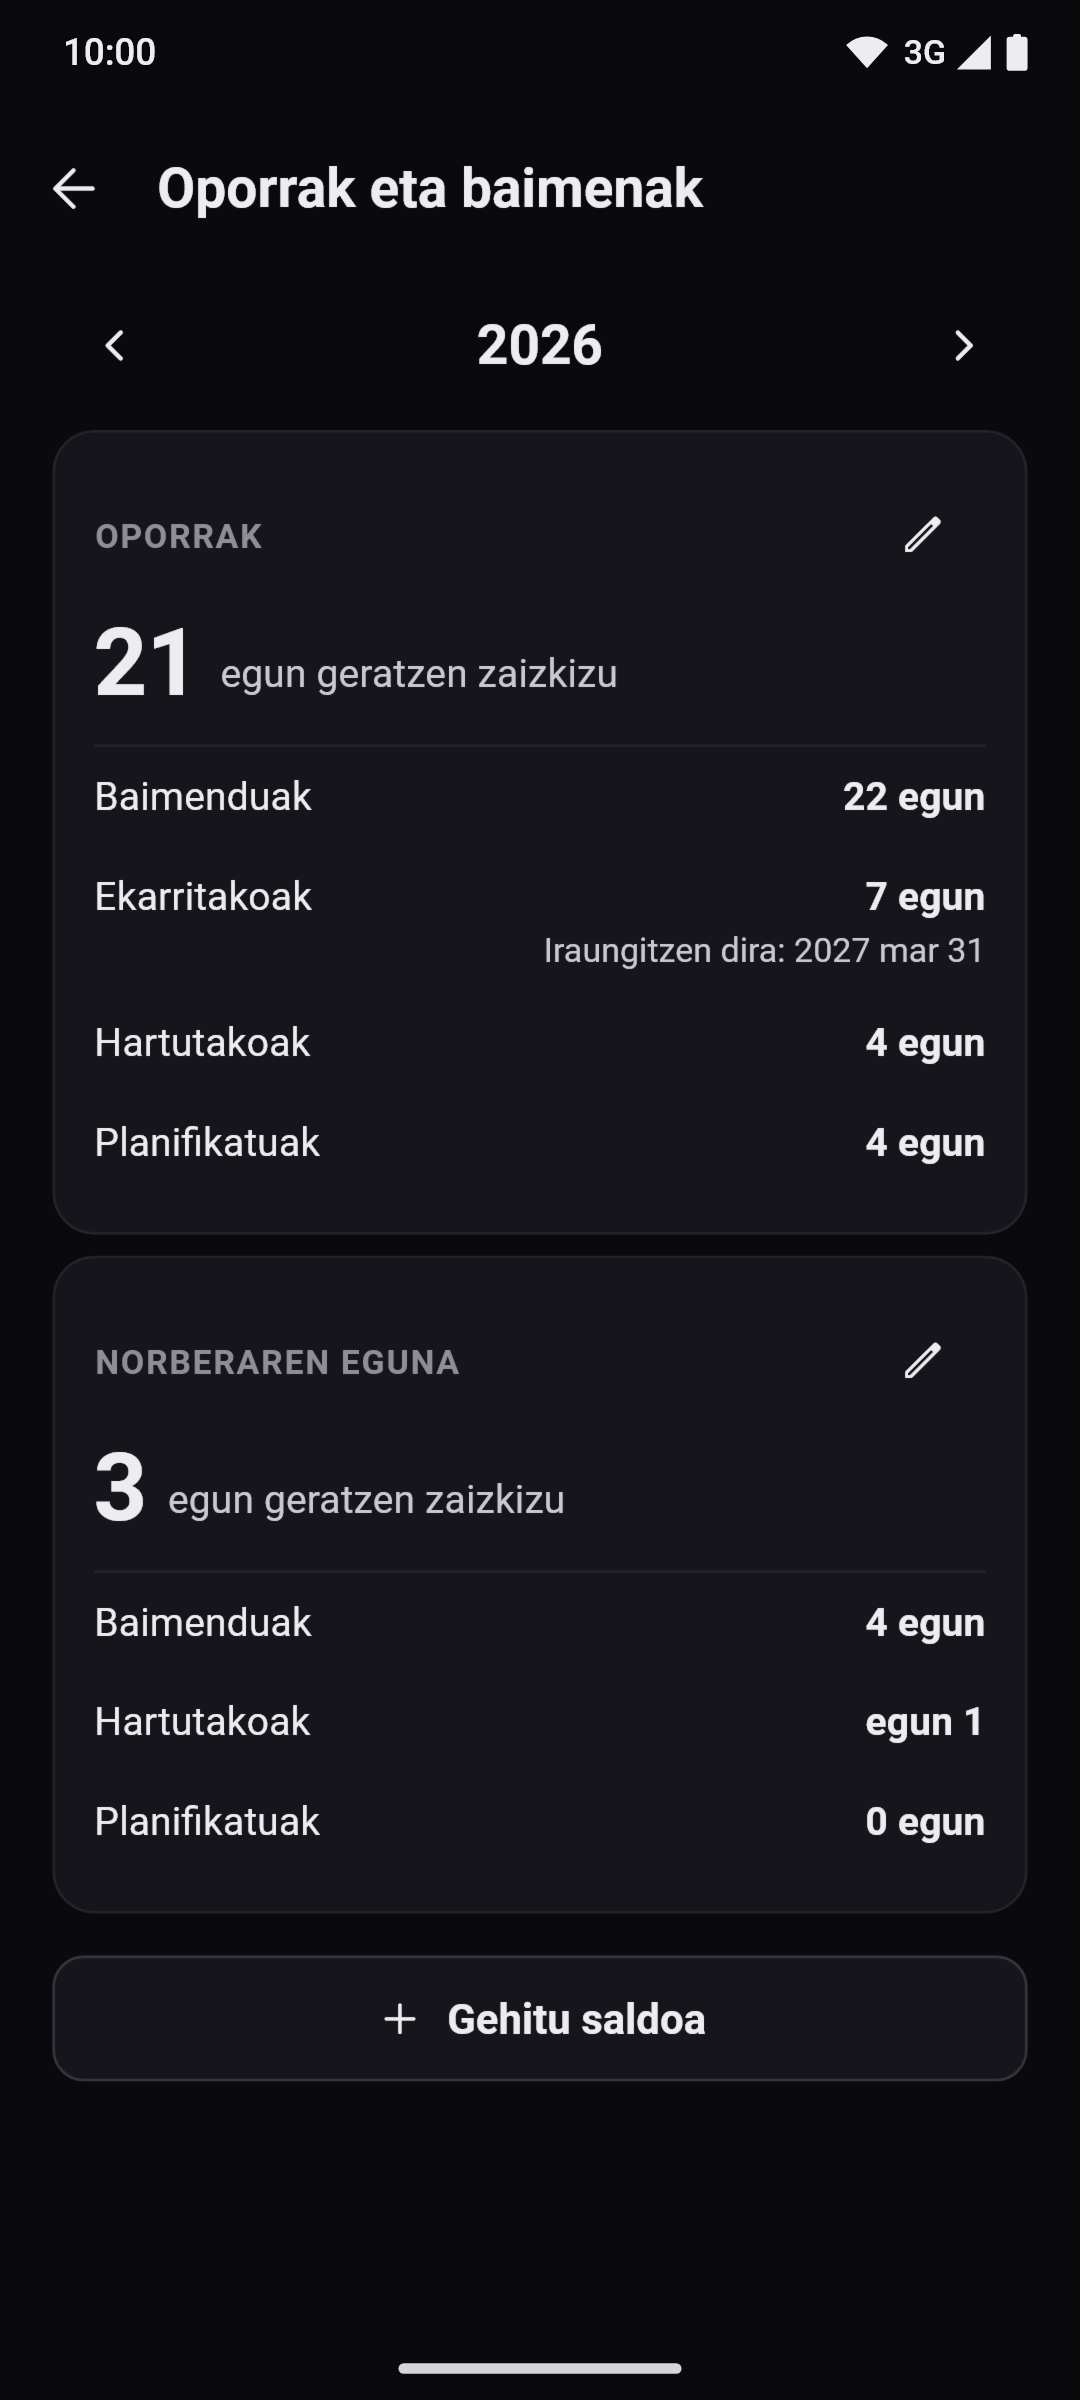 10:00
3G
Oporrak eta baimenak
2026
OPORRAK
21 egun geratzen zaizkizu
Baimenduak 22 egun
Ekarritakoak 7 egun
Iraungitzen dira: 2027 mar 31
Hartutakoak 4 egun
Planifikatuak 4 egun
NORBERAREN EGUNA
3 egun geratzen zaizkizu
Baimenduak 4 egun
Hartutakoak egun 1
Planifikatuak 0 egun
Gehitu saldoa